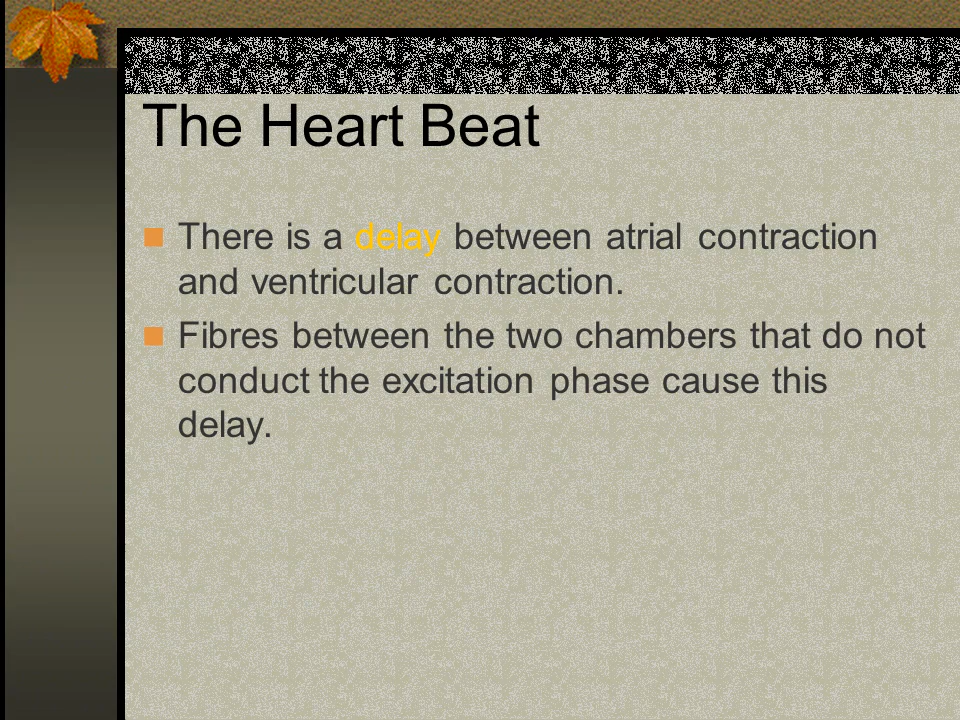 The Heart Beat
There is a delay between atrial contraction
and ventricular contraction.
Fibres between the two chambers that do not
conduct the excitation phase cause this
delay.